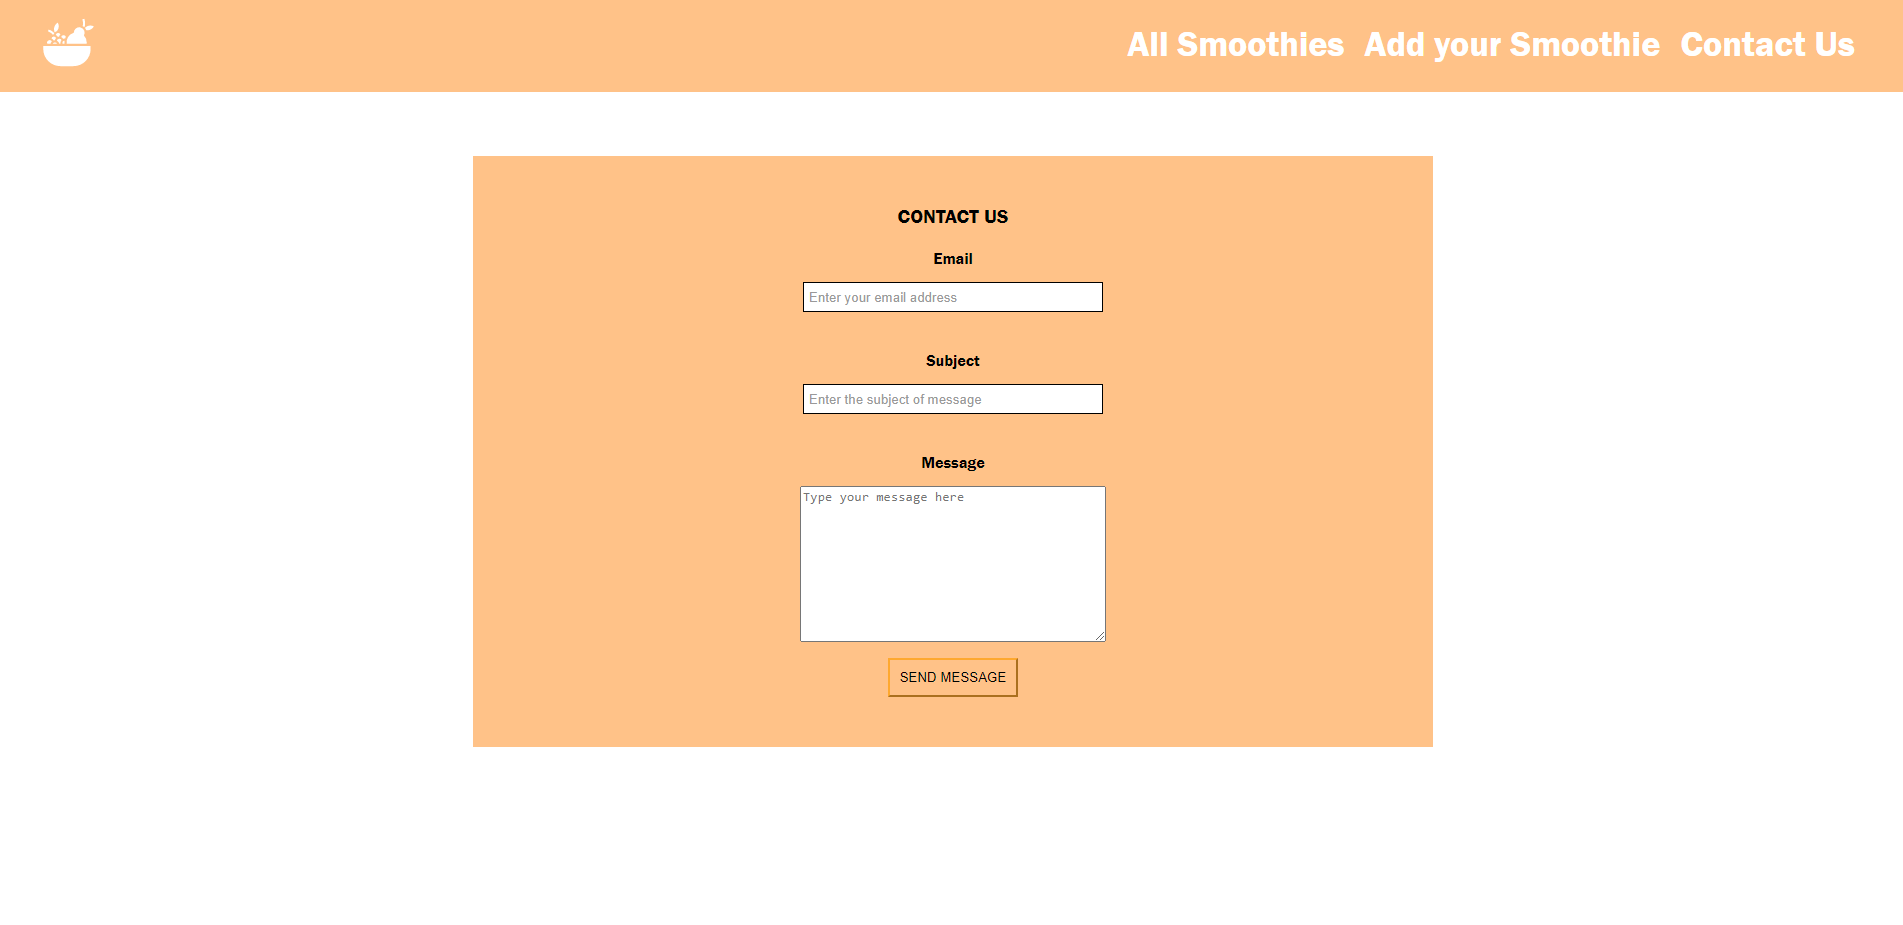 All Smoothies Add your Smoothie Contact Us
CONTACT US
Email
Enter your email address
Subject
Enter the subject of message
Message
Type your message here
SEND MESSAGE